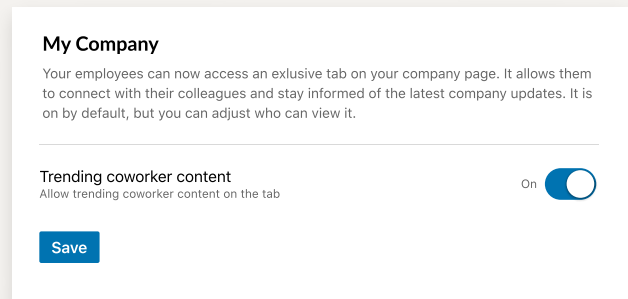 My Company
Your employees can now access an exlusive tab on your company page. It allows them
to connect with their colleagues and stay informed of the latest company updates. It is
on by default, but you can adjust who can view it.
Trending coworker content
Allow trending coworker content on the tab
On
Save